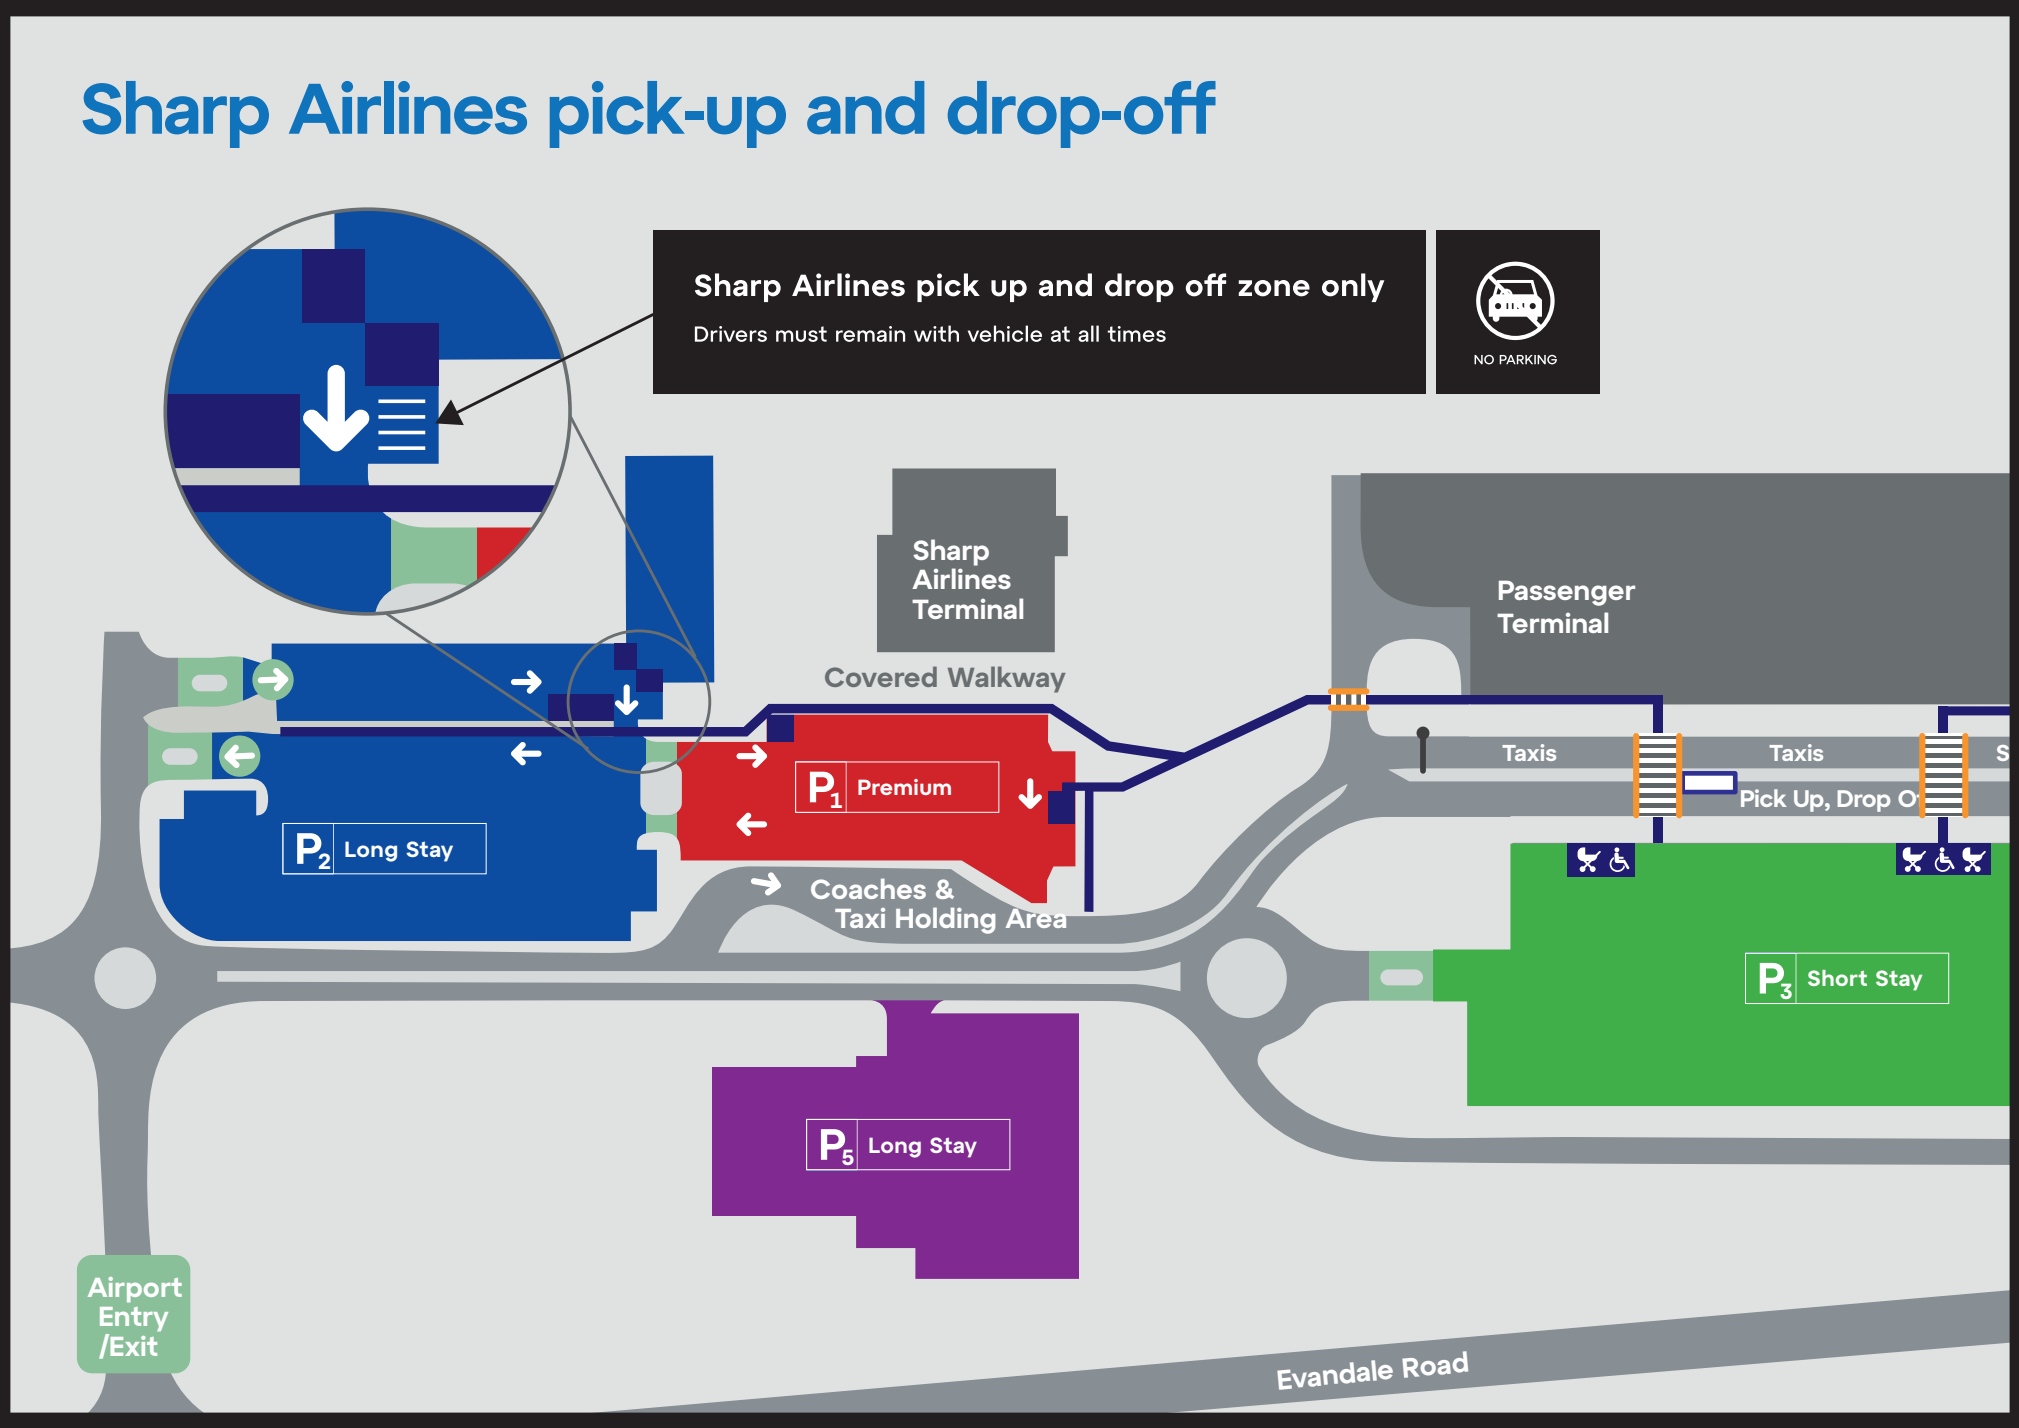 Sharp Airlines pick-up and drop-off
Sharp Airlines pick up and drop off zone only
Drivers must remain with vehicle at all times
NO PARKING
Sharp
Airlines
Terminal
Passenger
Terminal
Covered Walkway
Taxis
Taxis
S
Pick Up, Drop O
P1 Premium
P2 Long Stay
Coaches &
Taxi Holding Area
P3 Short Stay
P5 Long Stay
Airport
Entry
/Exit
Evandale Road